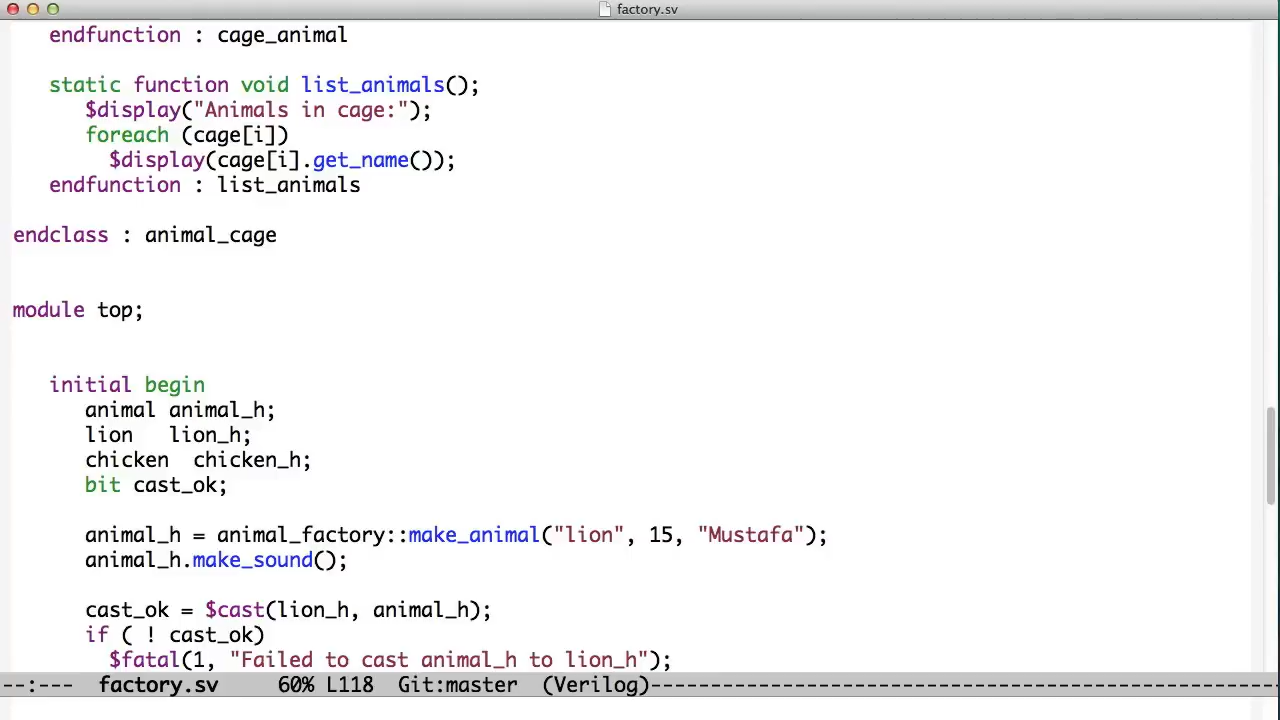 factory.sv
endfunction : cage_animal
static function void list_animals();
$display("Animals in cage:");
foreach (cage[i])
$display(cage[i].get_name());
endfunction : list_animals
endclass : animal_cage
module top;
initial begin
animal animal_h;
lion   lion_h;
chicken  chicken_h;
bit cast_ok;
animal_h = animal_factory::make_animal("lion", 15, "Mustafa");
animal_h.make_sound();
cast_ok = $cast(lion_h, animal_h);
if ( ! cast_ok)
$fatal(1, "Failed to cast animal_h to lion_h");
--:---  factory.sv     60% L118  Git:master  (Verilog)-----------------------------------------------------